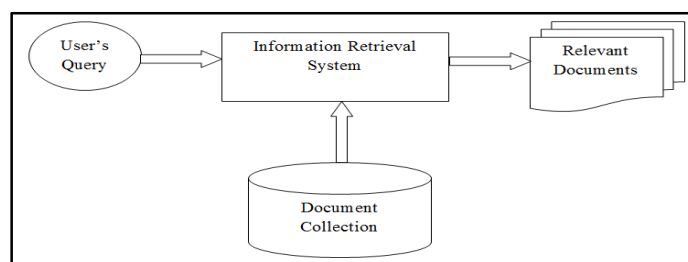 User's
Query
Information Retrieval
System
Relevant
Documents
Document
Collection